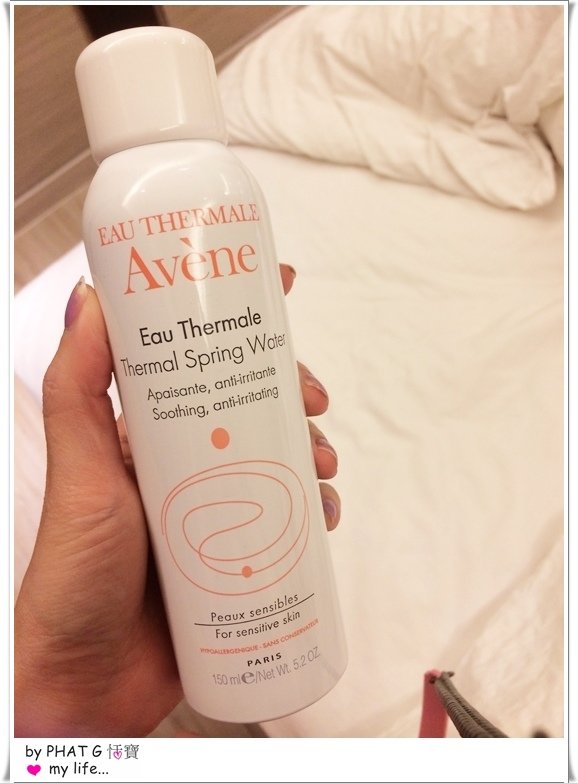 EAU THERMALE
Avène
Eau Thermale
Thermal Spring Water
Apaisante, anti-irritante
Soothing, anti-irritating
Peaux sensibles
For sensitive skin
HYPOALLERGENIQUE - SANS CONSERVATEUR
PARIS
150 ml e/Net Wt. 5.2 OZ.
by PHAT G 恬寶
my life...